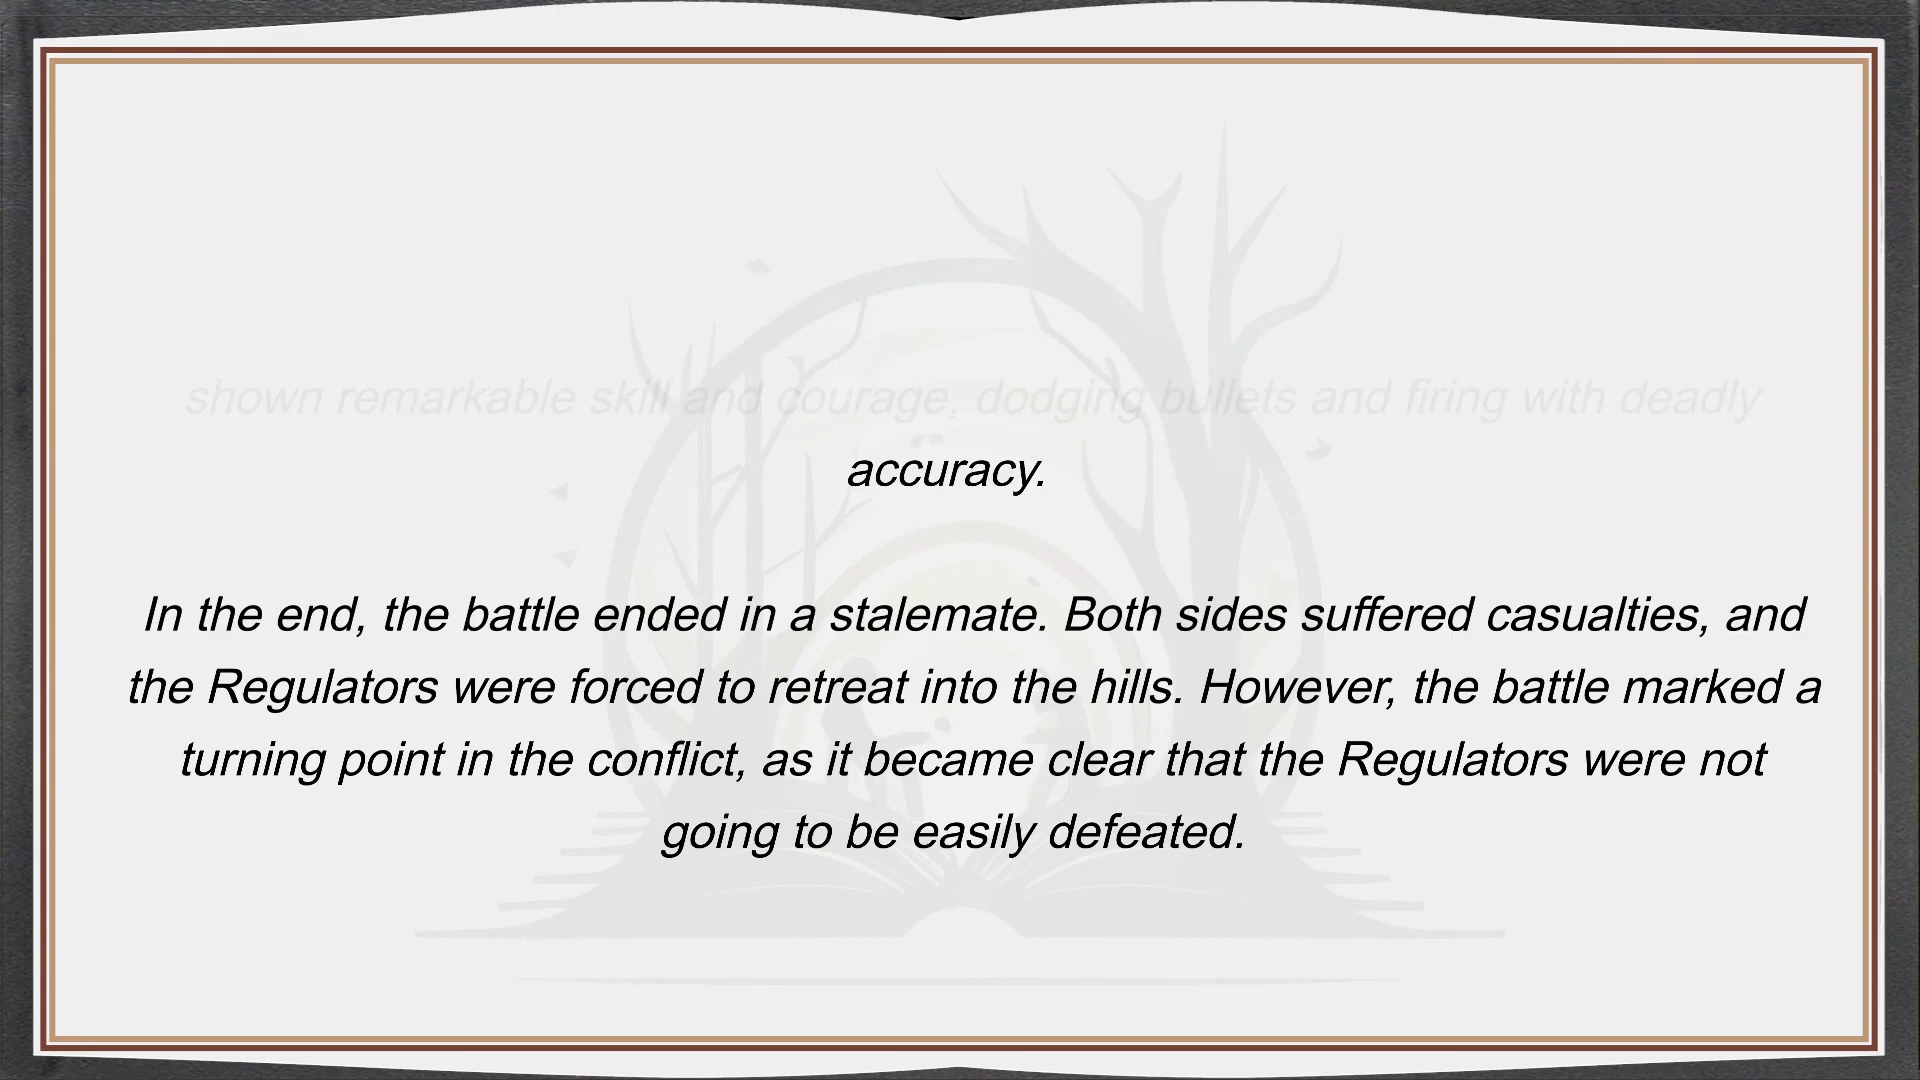 shown remarkable skill and courage, dodging bullets and firing with deadly
accuracy.
In the end, the battle ended in a stalemate. Both sides suffered casualties, and
the Regulators were forced to retreat into the hills. However, the battle marked a
turning point in the conflict, as it became clear that the Regulators were not
going to be easily defeated.